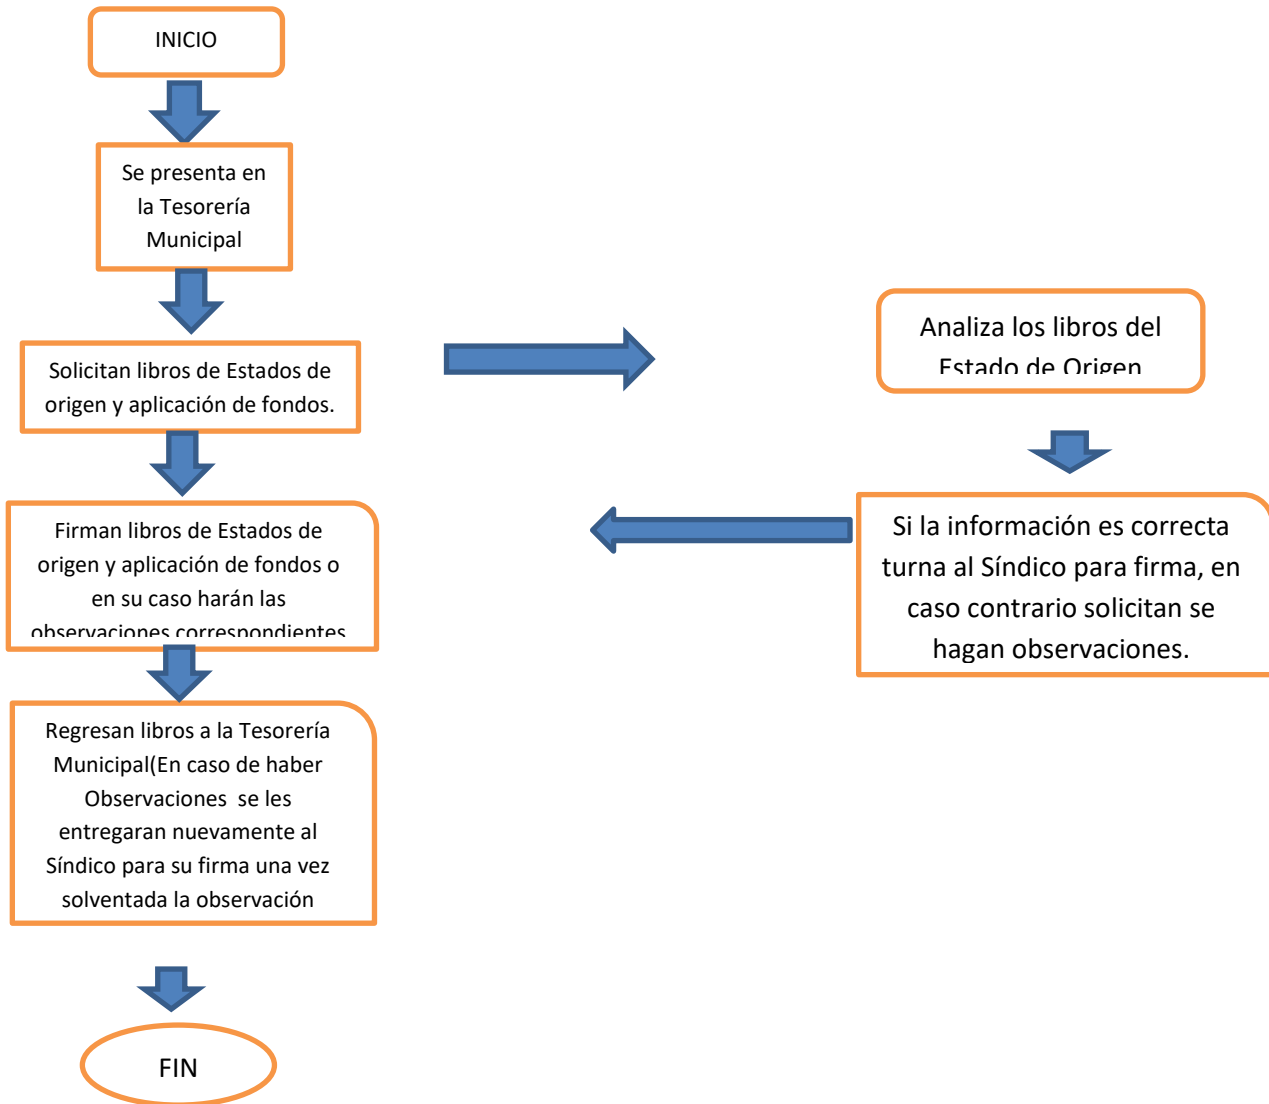 INICIO
Se presenta en
la Tesorería
Municipal
Solicitan libros de Estados de
origen y aplicación de fondos.
Analiza los libros del
Estado de Origen
Si la información es correcta
turna al Síndico para firma, en
caso contrario solicitan se
hagan observaciones.
Firman libros de Estados de
origen y aplicación de fondos o
en su caso harán las
observaciones correspondientes
Regresan libros a la Tesorería
Municipal(En caso de haber
Observaciones se les
entregaran nuevamente al
Síndico para su firma una vez
solventada la observación
FIN